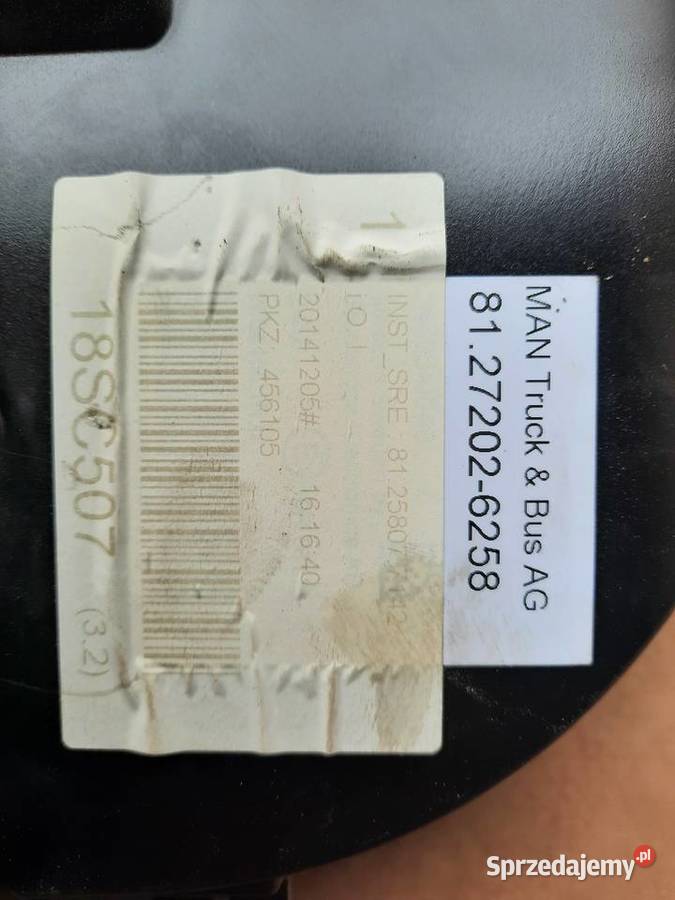 MAN Truck & Bus AG
81.27202-6258
1
INST_SRE
i.O.!
20141205# 16:16:40
PKZ: 456105
18SC507 (3.2)
Sprzedajemy.pl